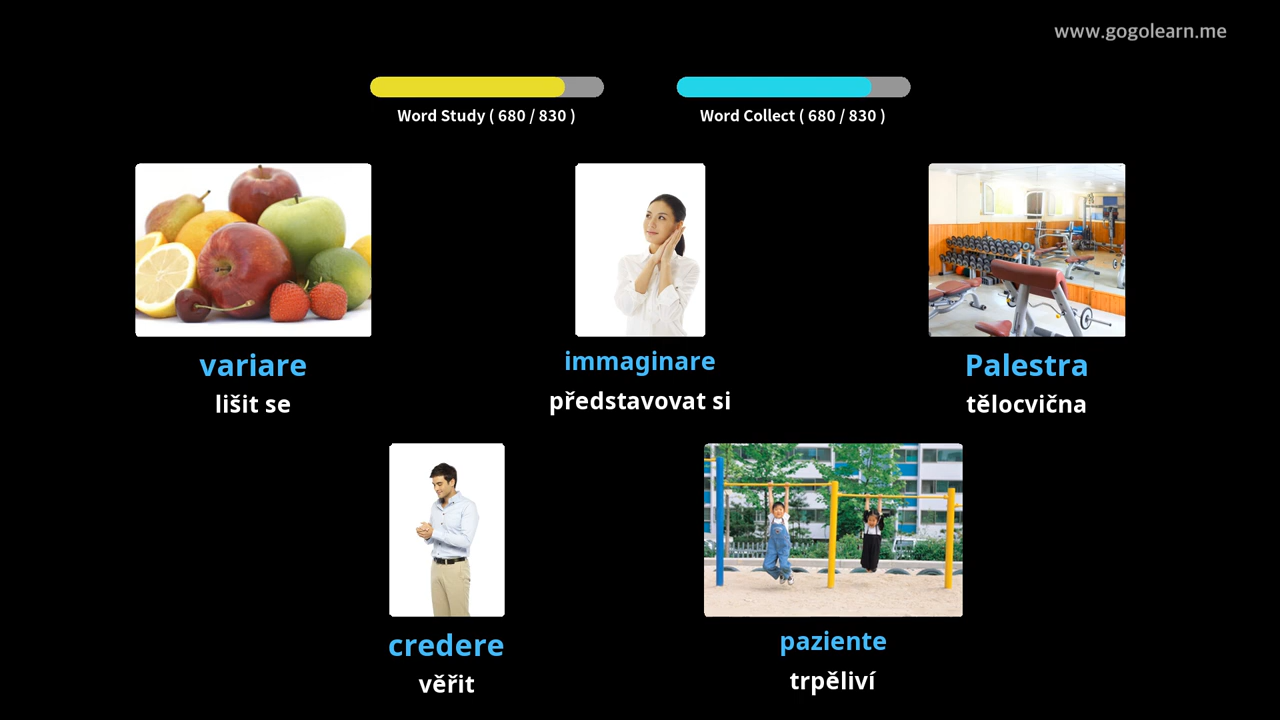 www.gogolearn.me
Word Study ( 680 / 830 )
Word Collect ( 680 / 830 )
variare
lišit se
immaginare
představovat si
Palestra
tělocvična
credere
věřit
paziente
trpěliví